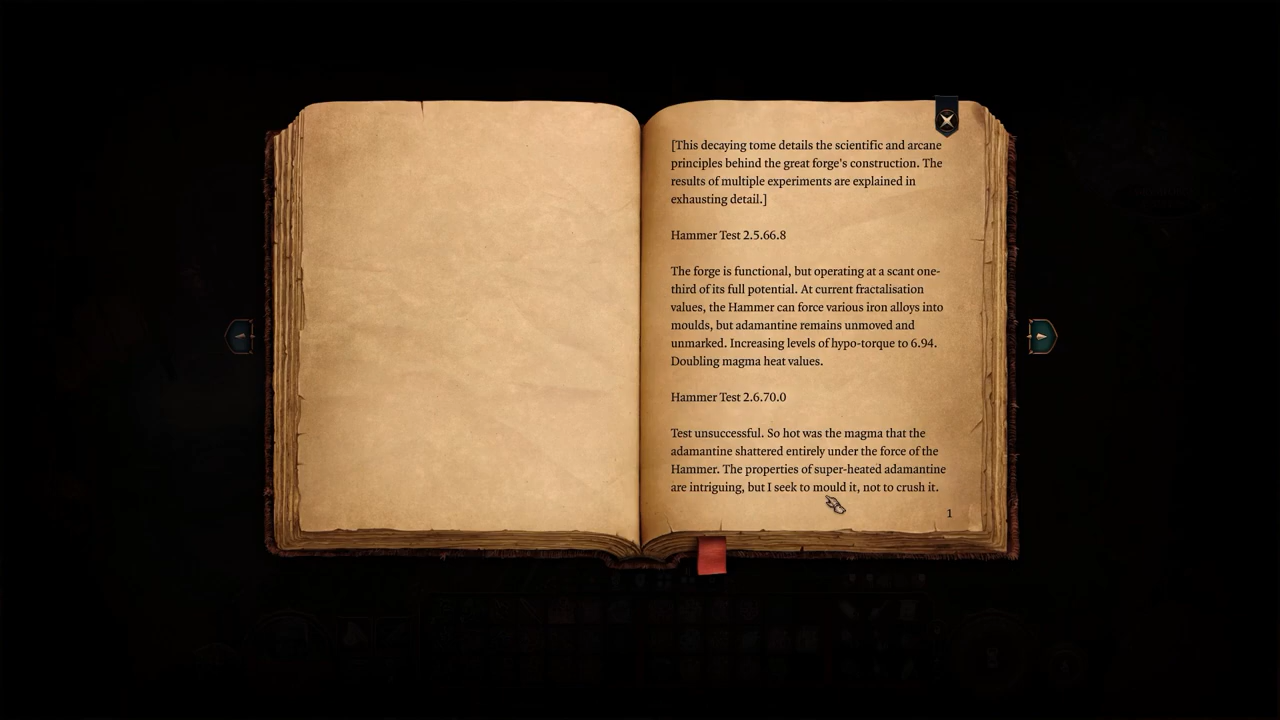 [This decaying tome details the scientific and arcane
principles behind the great forge's construction. The
results of multiple experiments are explained in
exhausting detail.]
Hammer Test 2.5.66.8
The forge is functional, but operating at a scant one-
third of its full potential. At current fractalisation
values, the Hammer can force various iron alloys into
moulds, but adamantine remains unmoved and
unmarked. Increasing levels of hypo-torque to 6.94.
Doubling magma heat values.
Hammer Test 2.6.70.0
Test unsuccessful. So hot was the magma that the
adamantine shattered entirely under the force of the
Hammer. The properties of super-heated adamantine
are intriguing, but I seek to mould it, not to crush it.
1